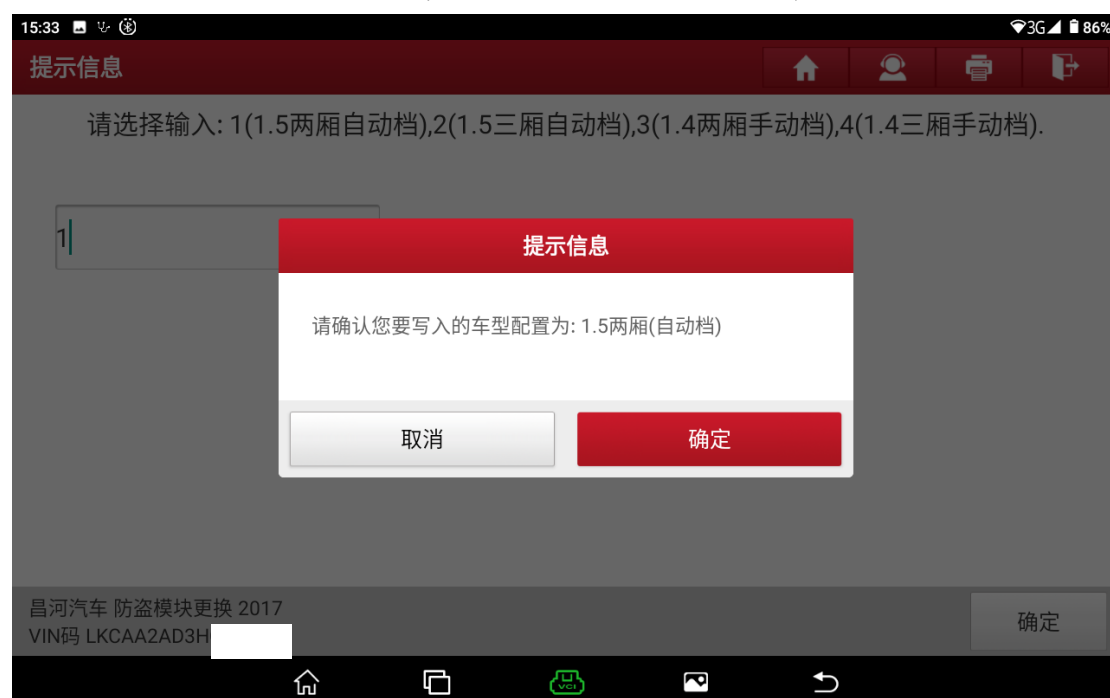 15:33
3G
86%
提示信息
请选择输入: 1(1.5两厢自动档),2(1.5三厢自动档),3(1.4两厢手动档),4(1.4三厢手动档).
1
提示信息
请确认您要写入的车型配置为: 1.5两厢(自动档)
取消
确定
昌河汽车 防盗模块更换 2017
VIN码 LKCAA2AD3H
确定
VCI